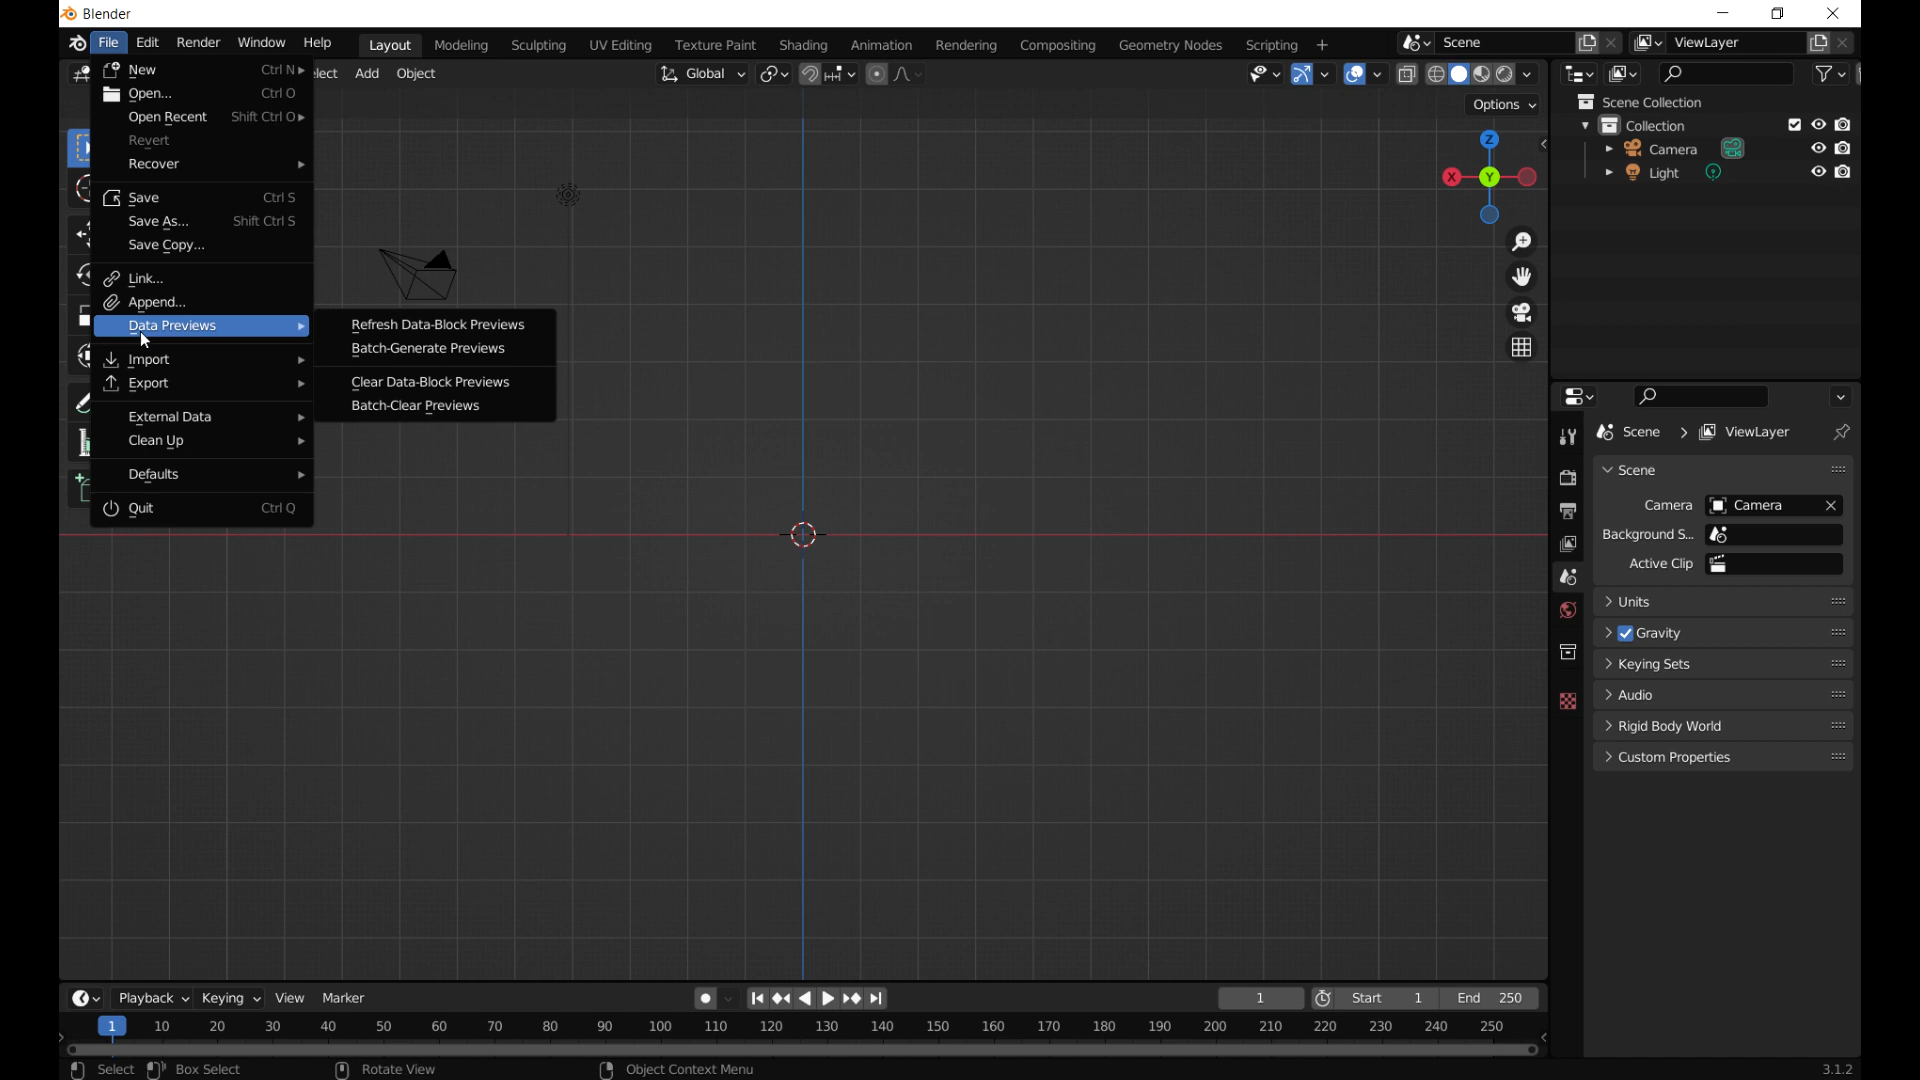 Blender
File Edit Render Window Help Layout Modeling Sculpting UV Editing Texture Paint Shading Animation Rendering Compositing Geometry Nodes Scripting + Scene ViewLayer
lect Add Object Global
Options
New Ctrl N
Open... Ctrl O
Open Recent Shift Ctrl O
Revert
Recover
Save Ctrl S
Save As... Shift Ctrl S
Save Copy...
Link...
Append...
Data Previews
Import
Export
External Data
Clean Up
Defaults
Quit Ctrl Q
Refresh Data-Block Previews
Batch-Generate Previews
Clear Data-Block Previews
Batch-Clear Previews
Z
X Y
Scene Collection
Collection
Camera
Light
Scene > ViewLayer
Scene
Camera Camera
Background S...
Active Clip
Units
Gravity
Keying Sets
Audio
Rigid Body World
Custom Properties
Playback Keying View Marker 1 Start 1 End 250
1 10 20 30 40 50 60 70 80 90 100 110 120 130 140 150 160 170 180 190 200 210 220 230 240 250
Select Box Select Rotate View Object Context Menu 3.1.2